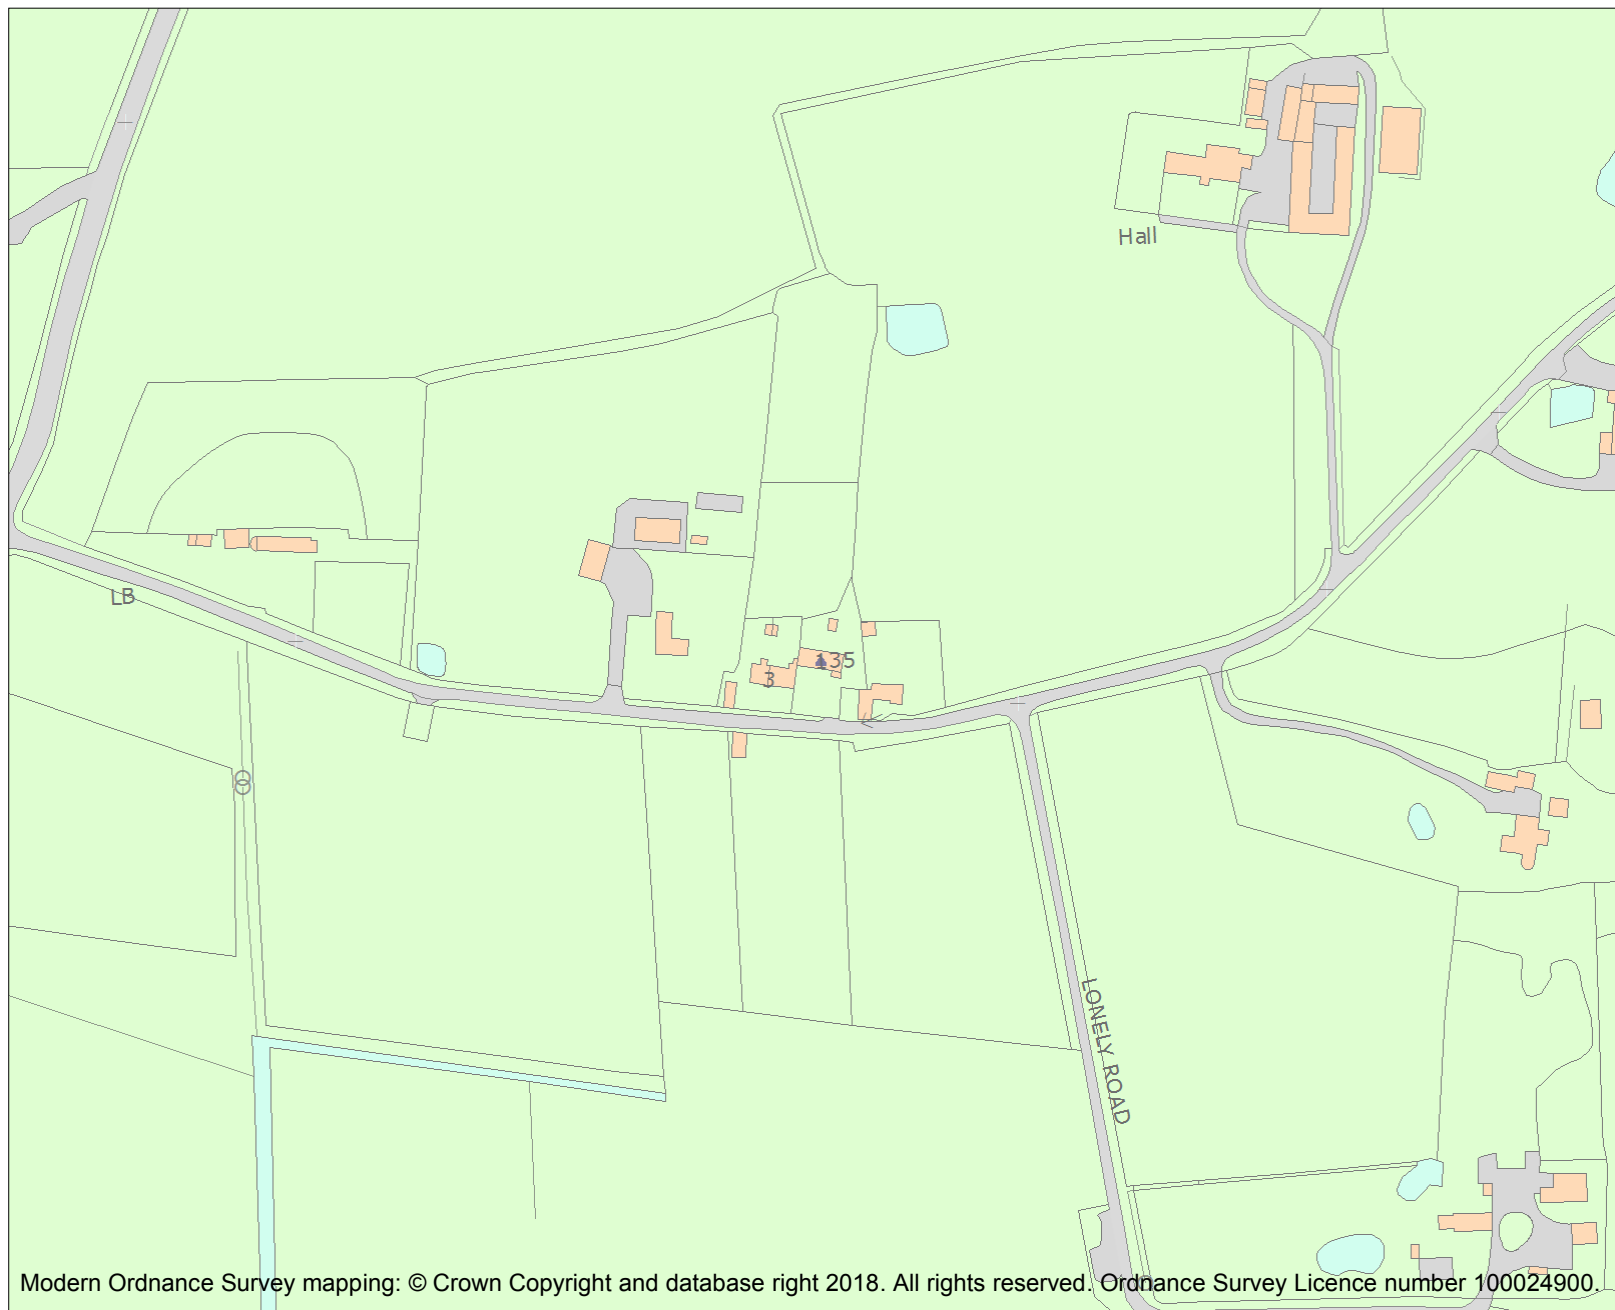 Hall
LB
135
3
LONELY ROAD
Modern Ordnance Survey mapping: © Crown Copyright and database right 2018. All rights reserved. Ordnance Survey Licence number 100024900.